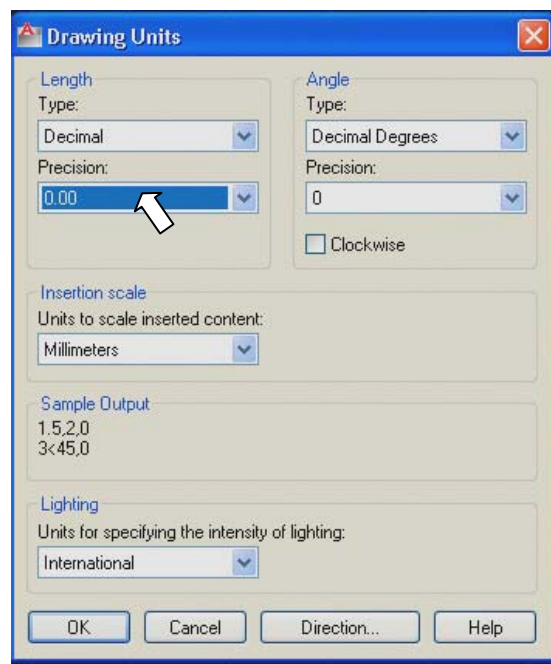 Drawing Units
Length
Type:
Decimal
Precision:
0.00
Angle
Type:
Decimal Degrees
Precision:
0
Clockwise
Insertion scale
Units to scale inserted content:
Millimeters
Sample Output
1.5,2,0
3<45,0
Lighting
Units for specifying the intensity of lighting:
International
OK Cancel Direction... Help